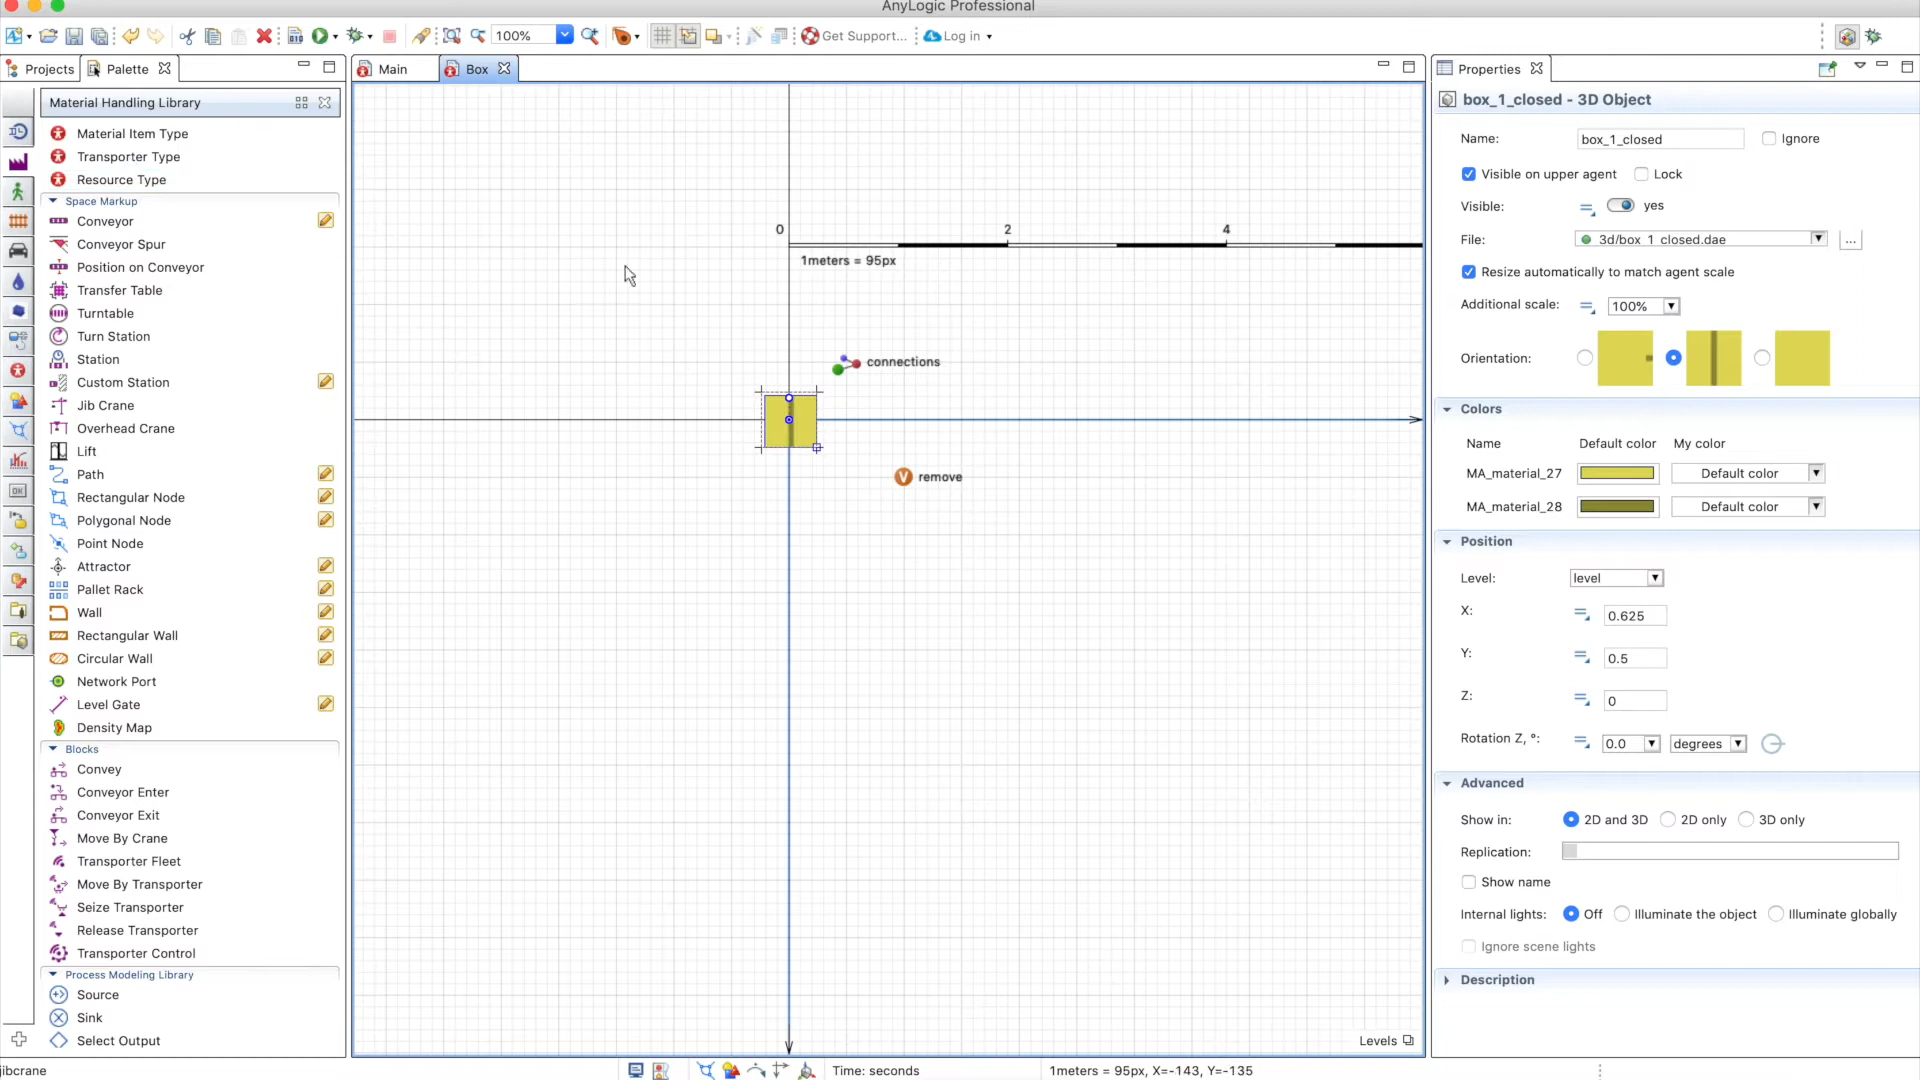 AnyLogic Professional
100%
Get Support...
Log in
Projects
Palette
Main
Box
Properties
Material Handling Library
Material Item Type
Transporter Type
Resource Type
Space Markup
Conveyor
Conveyor Spur
Position on Conveyor
Transfer Table
Turntable
Turn Station
Station
Custom Station
Jib Crane
Overhead Crane
Lift
Path
Rectangular Node
Polygonal Node
Point Node
Attractor
Pallet Rack
Wall
Rectangular Wall
Circular Wall
Network Port
Level Gate
Density Map
Blocks
Convey
Conveyor Enter
Conveyor Exit
Move By Crane
Transporter Fleet
Move By Transporter
Seize Transporter
Release Transporter
Transporter Control
Process Modeling Library
Source
Sink
Select Output
0 2 4
1meters = 95px
connections
V remove
Levels
box_1_closed - 3D Object
Name: box_1_closed Ignore
Visible on upper agent Lock
Visible: yes
File: 3d/box_1_closed.dae ...
Resize automatically to match agent scale
Additional scale: 100%
Orientation:
Colors
Name Default color My color
MA_material_27 Default color
MA_material_28 Default color
Position
Level: level
X: 0.625
Y: 0.5
Z: 0
Rotation Z, °: 0.0 degrees
Advanced
Show in: 2D and 3D 2D only 3D only
Replication:
Show name
Internal lights: Off Illuminate the object Illuminate globally
Ignore scene lights
Description
jibcrane
Time: seconds
1meters = 95px, X=-143, Y=-135